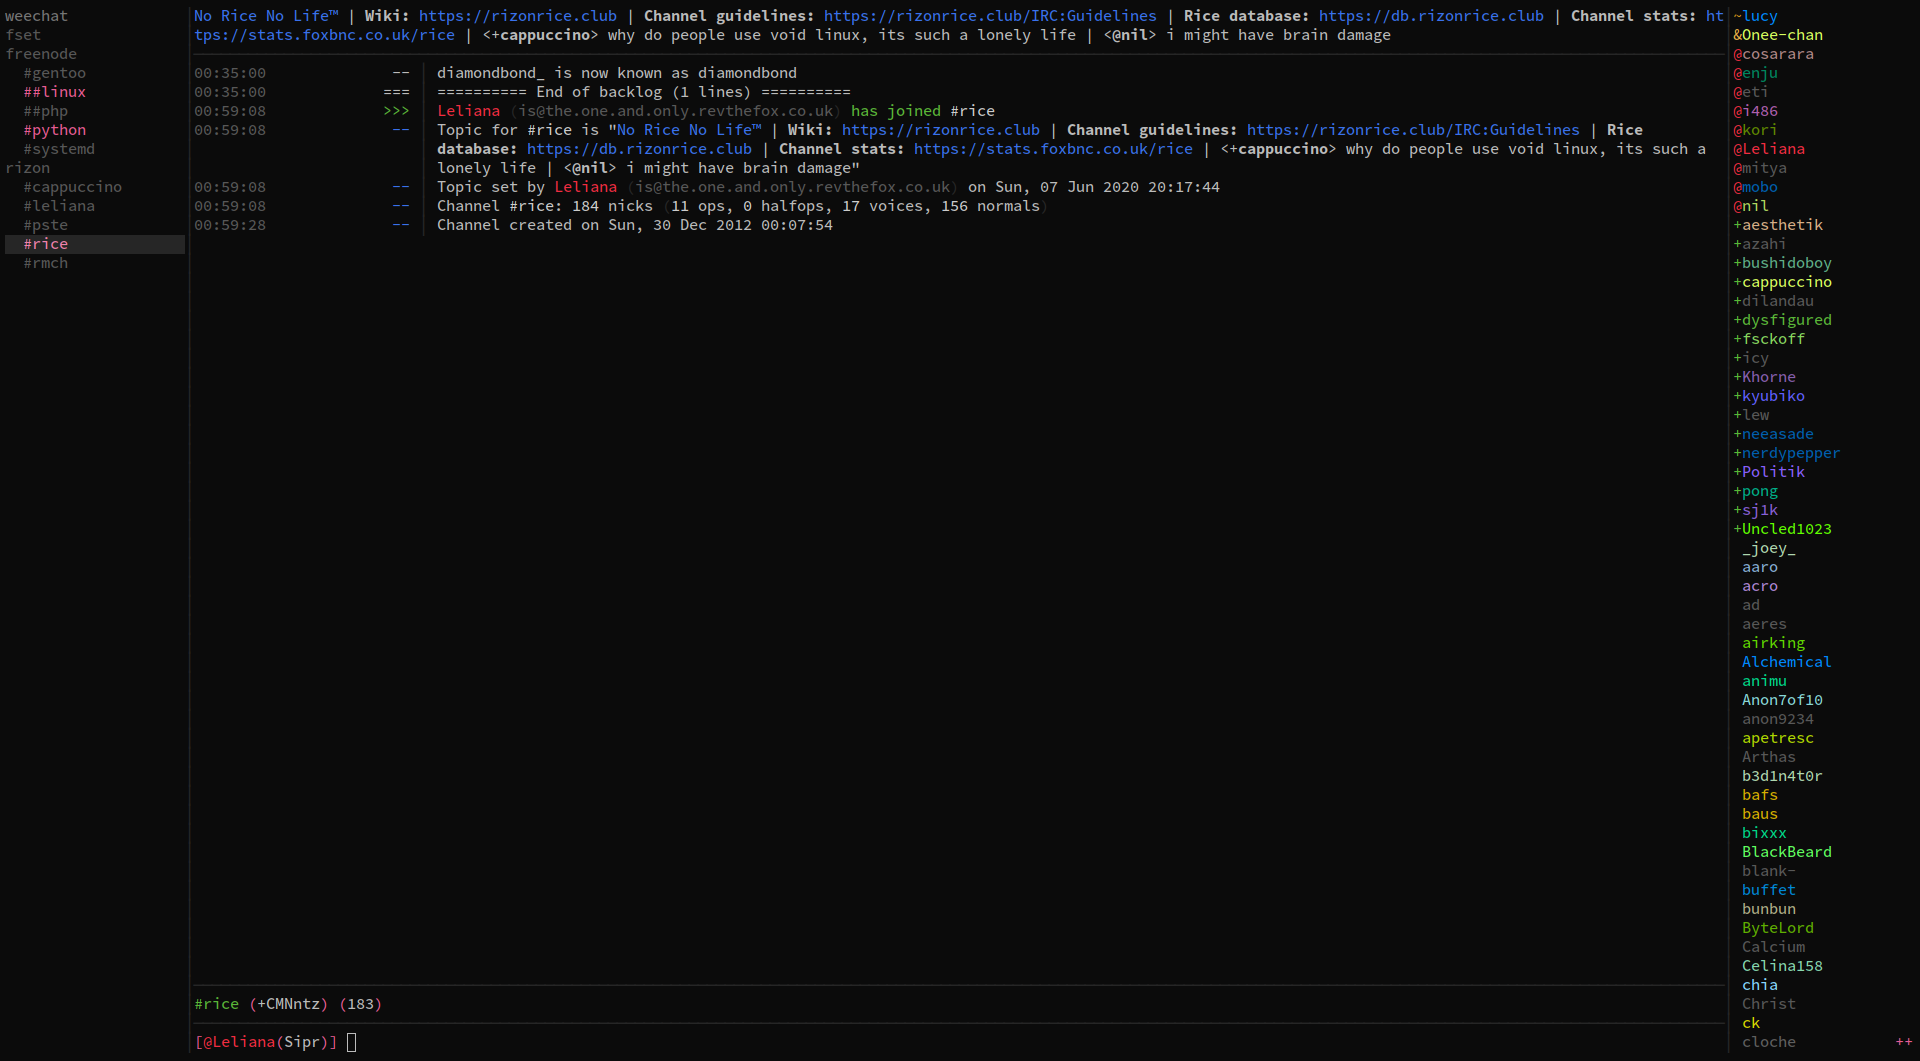 weechat
fset
freenode
#gentoo
##linux
##php
#python
#systemd
rizon
#cappuccino
#leliana
#pste
#rice
#rmch
No Rice No Life™ | Wiki: https://rizonrice.club | Channel guidelines: https://rizonrice.club/IRC:Guidelines | Rice database: https://db.rizonrice.club | Channel stats: ht
tps://stats.foxbnc.co.uk/rice | <+cappuccino> why do people use void linux, its such a lonely life | <@nil> i might have brain damage
00:35:00 -- diamondbond_ is now known as diamondbond
00:35:00 === ========== End of backlog (1 lines) ==========
00:59:08 >>> Leliana (is@the.one.and.only.revthefox.co.uk) has joined #rice
00:59:08 -- Topic for #rice is "No Rice No Life™ | Wiki: https://rizonrice.club | Channel guidelines: https://rizonrice.club/IRC:Guidelines | Rice
database: https://db.rizonrice.club | Channel stats: https://stats.foxbnc.co.uk/rice | <+cappuccino> why do people use void linux, its such a
lonely life | <@nil> i might have brain damage"
00:59:08 -- Topic set by Leliana (is@the.one.and.only.revthefox.co.uk) on Sun, 07 Jun 2020 20:17:44
00:59:08 -- Channel #rice: 184 nicks (11 ops, 0 halfops, 17 voices, 156 normals)
00:59:28 -- Channel created on Sun, 30 Dec 2012 00:07:54
#rice (+CMNntz) (183)
[@Leliana(Sipr)]
~lucy
&Onee-chan
@cosarara
@enju
@eti
@i486
@kori
@Leliana
@mitya
@mobo
@nil
+aesthetik
+azahi
+bushidoboy
+cappuccino
+dilandau
+dysfigured
+fsckoff
+icy
+Khorne
+kyubiko
+lew
+neeasade
+nerdypepper
+Politik
+pong
+sj1k
+Uncled1023
_joey_
aaro
acro
ad
aeres
airking
Alchemical
animu
Anon7of10
anon9234
apetresc
Arthas
b3d1n4t0r
bafs
baus
bixxx
BlackBeard
blank-
buffet
bunbun
ByteLord
Calcium
Celina158
chia
Christ
ck
cloche ++